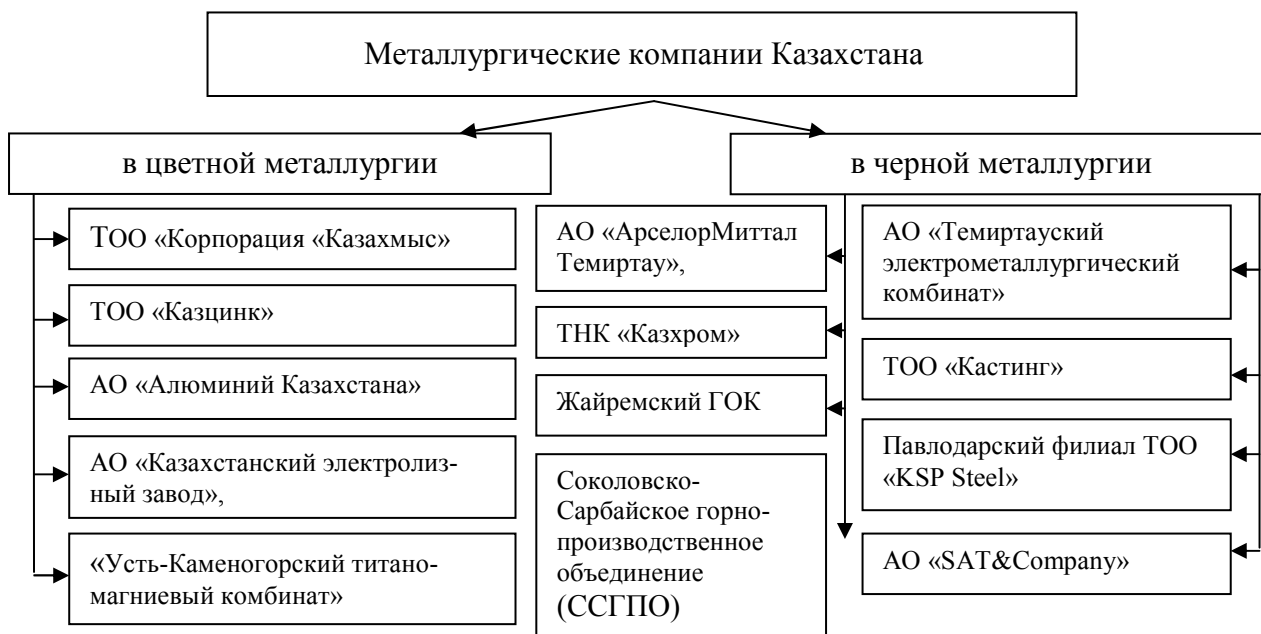 Металлургические компании Казахстана
в цветной металлургии
в черной металлургии
ТОО «Корпорация «Казахмыс»
ТОО «Казцинк»
АО «Алюминий Казахстана»
АО «Казахстанский электролиз-
ный завод»,
«Усть-Каменогорский титано-
магниевый комбинат»
АО «АрселорМиттал
Темиртау»,
ТНК «Казхром»
Жайремский ГОК
Соколовско-
Сарбайское горно-
производственное
объединение
(ССГПО)
АО «Темиртауский
электрометаллургический
комбинат»
ТОО «Кастинг»
Павлодарский филиал ТОО
«KSP Steel»
АО «SAT&Company»